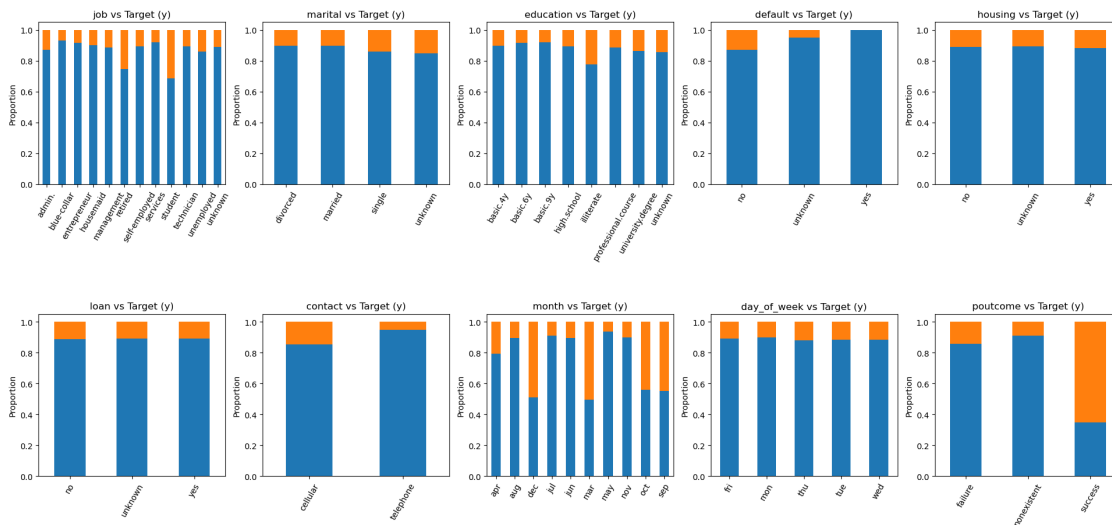 job vs Target (y)
marital vs Target (y)
education vs Target (y)
default vs Target (y)
housing vs Target (y)
Proportion
1.0
0.8
0.6
0.4
0.2
0.0
admin.
blue-collar
entrepreneur
housemaid
management
retired
self-employed
services
student
technician
unemployed
unknown
Proportion
1.0
0.8
0.6
0.4
0.2
0.0
divorced
married
single
unknown
Proportion
1.0
0.8
0.6
0.4
0.2
0.0
basic.4y
basic.6y
basic.9y
high.school
illiterate
professional.course
university.degree
unknown
Proportion
1.0
0.8
0.6
0.4
0.2
0.0
no
unknown
yes
Proportion
1.0
0.8
0.6
0.4
0.2
0.0
no
unknown
yes
loan vs Target (y)
contact vs Target (y)
month vs Target (y)
day_of_week vs Target (y)
poutcome vs Target (y)
Proportion
1.0
0.8
0.6
0.4
0.2
0.0
no
unknown
yes
Proportion
1.0
0.8
0.6
0.4
0.2
0.0
cellular
telephone
Proportion
1.0
0.8
0.6
0.4
0.2
0.0
apr
aug
dec
jul
jun
mar
may
nov
oct
sep
Proportion
1.0
0.8
0.6
0.4
0.2
0.0
fri
mon
thu
tue
wed
Proportion
1.0
0.8
0.6
0.4
0.2
0.0
failure
nonexistent
success